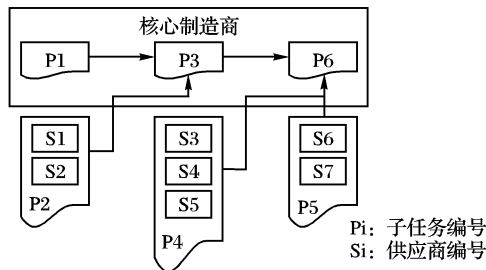 核心制造商
P1 P3 P6
S1 S3 S6
S2 S4 S7
P2 S5 P5
P4
Pi：子任务编号
Si：供应商编号